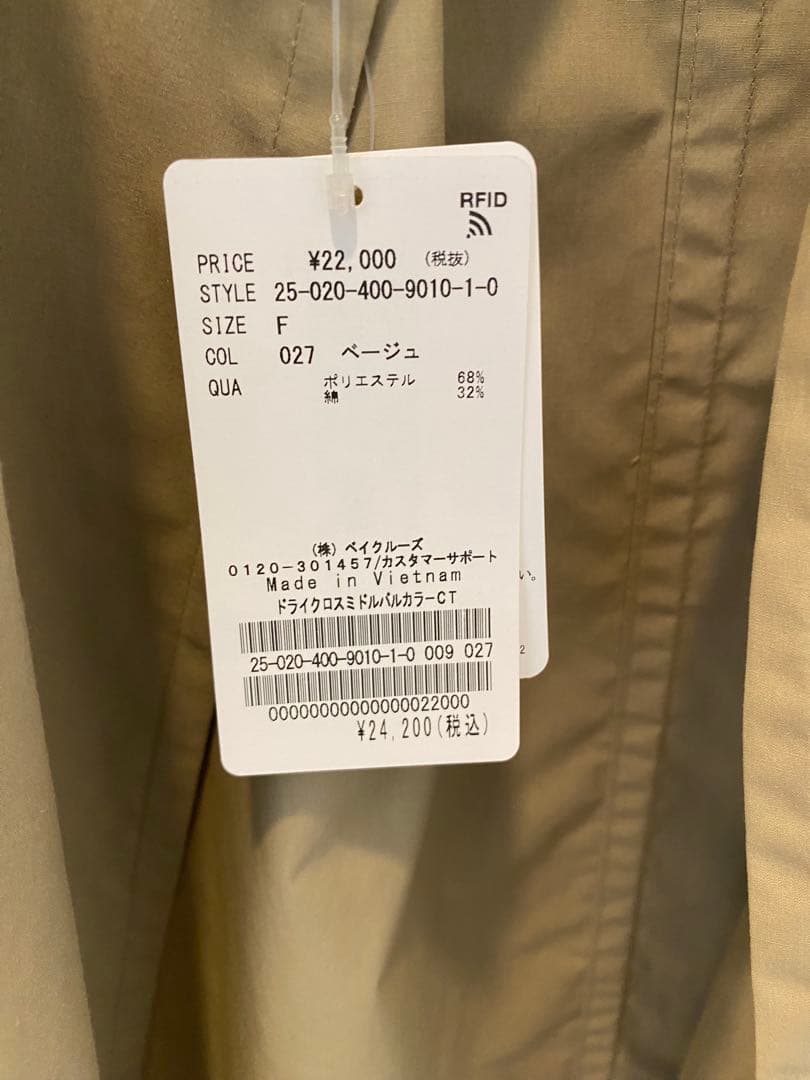 RFID
PRICE ¥22,000 (税抜)
STYLE 25-020-400-9010-1-0
SIZE F
COL 027 ベージュ
QUA ポリエステル 68%
綿 32%
(株) ベイクルーズ
0120-301457/カスタマーサポート
Made in Vietnam
ドライクロスミドルバルカラーCT
25-020-400-9010-1-0 009 027
00000000000000022000
¥24,200(税込)
い。
2